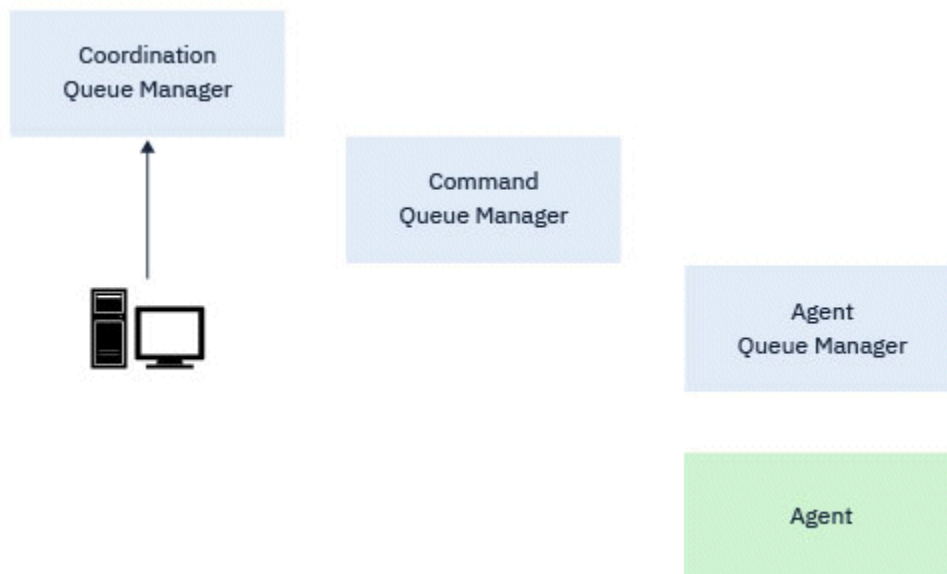 Coordination
Queue Manager
Command
Queue Manager
Agent
Queue Manager
Agent